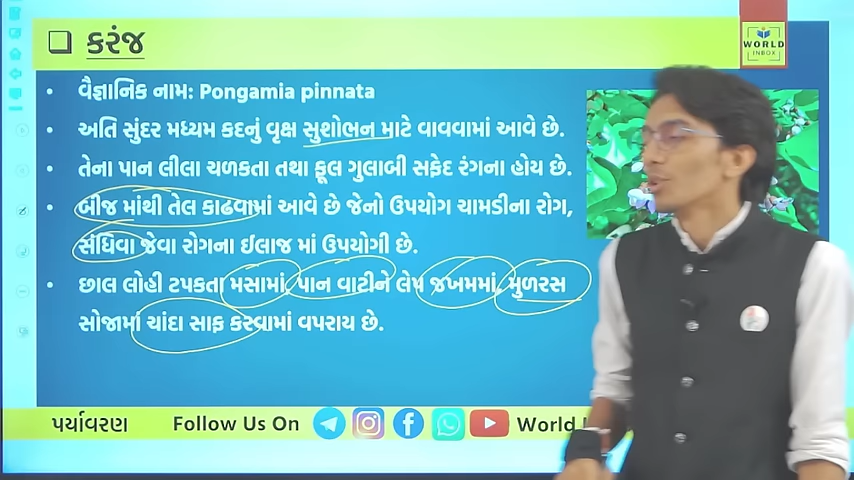 કરંજ
WORLD
INBOX
વૈજ્ઞાનિક નામ: Pongamia pinnata
અતિ સુંદર મધ્યમ કદનું વૃક્ષ સુશોભન માટે વાવવામાં આવે છે.
તેના પાન લીલા ચળકતા તથા ફૂલ ગુલાબી સફેદ રંગના હોય છે.
બીજ માંથી તેલ કાઢવામાં આવે છે જેનો ઉપયોગ ચામડીના રોગ,
સંધિવા જેવા રોગના ઈલાજ માં ઉપયોગી છે.
છાલ લોહી ટપકતા મસામાં, પાન વાટીને લેપ જખમમાં, મુળરસ
સોજામાં ચાંદા સાફ કરવામાં વપરાય છે.
પર્યાવરણ Follow Us On World